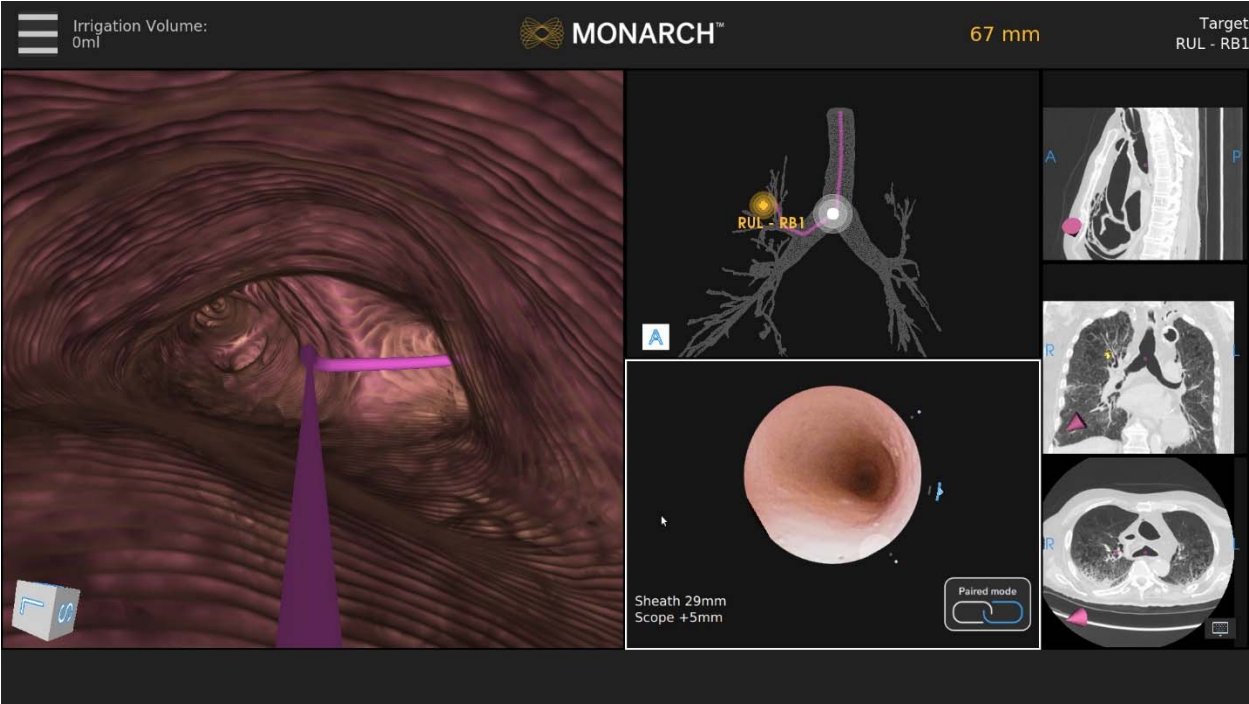 Irrigation Volume:
0ml
MONARCH™
67 mm
Target
RUL - RB1
RUL - RB1
A
Sheath 29mm
Scope +5mm
Paired mode
L
S
A
P
R
L
R
L